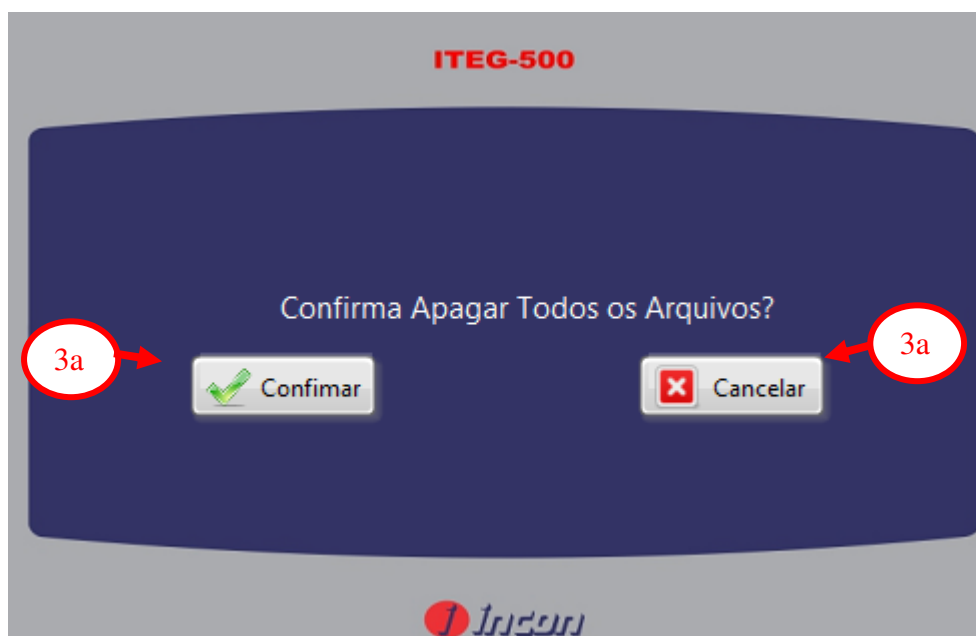 ITEG-500
Confirma Apagar Todos os Arquivos?
3a
3a
Confimar
Cancelar
incon